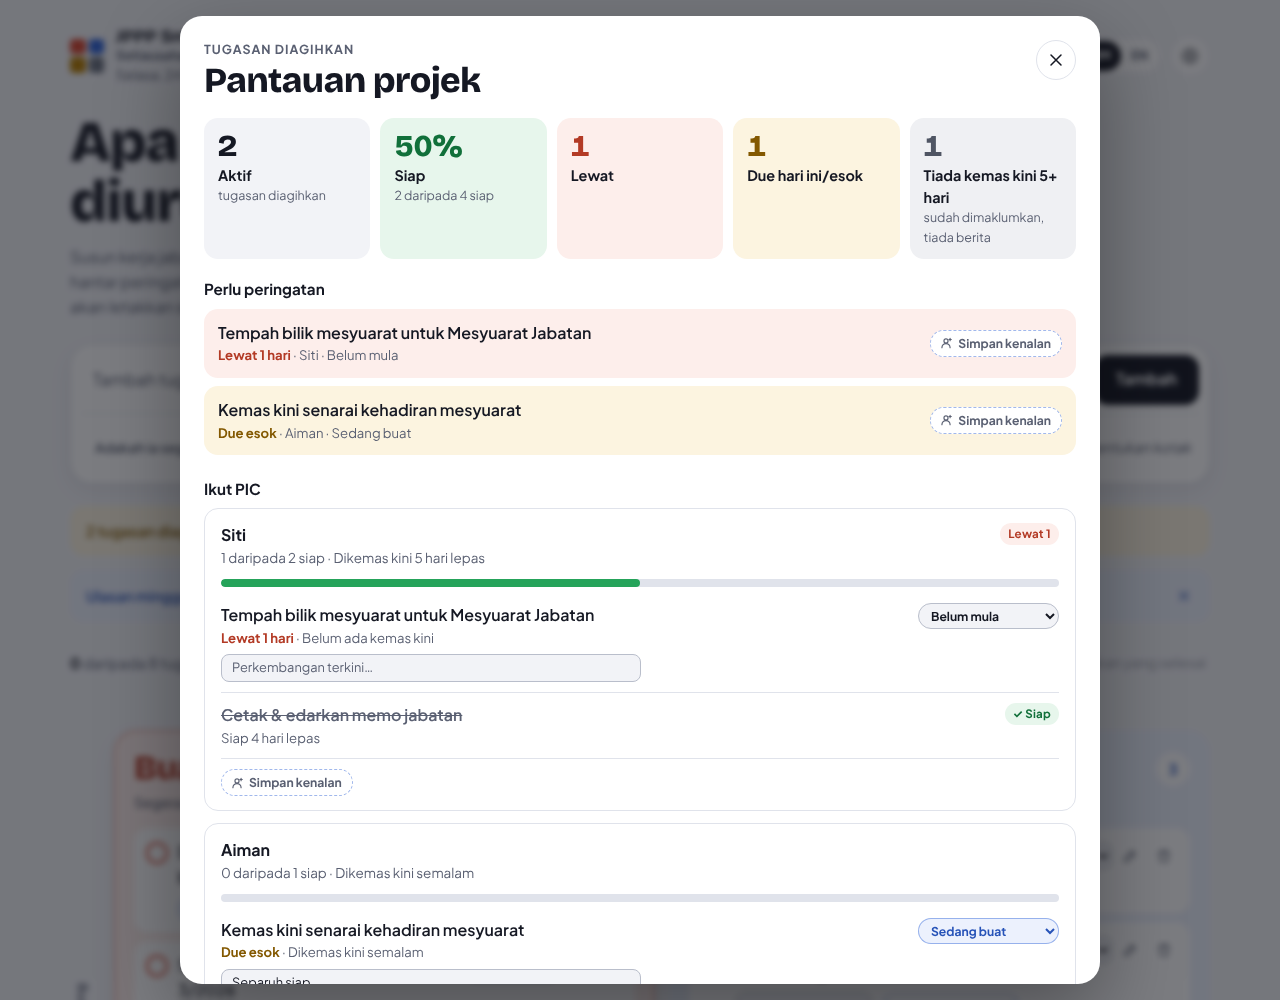 TUGASAN DIAGIHKAN
Pantauan projek
2
Aktif
tugasan diagihkan
50%
Siap
2 daripada 4 siap
1
Lewat
1
Due hari ini/esok
1
Tiada kemas kini 5+
hari
sudah dimaklumkan,
tiada berita
Perlu peringatan
Tempah bilik mesyuarat untuk Mesyuarat Jabatan
Lewat 1 hari · Siti · Belum mula
Simpan kenalan
Kemas kini senarai kehadiran mesyuarat
Due esok · Aiman · Sedang buat
Simpan kenalan
Ikut PIC
Siti
Lewat 1
1 daripada 2 siap · Dikemas kini 5 hari lepas
Tempah bilik mesyuarat untuk Mesyuarat Jabatan
Belum mula
Lewat 1 hari · Belum ada kemas kini
Perkembangan terkini…
Cetak & edarkan memo jabatan
✓ Siap
Siap 4 hari lepas
Simpan kenalan
Aiman
0 daripada 1 siap · Dikemas kini semalam
Kemas kini senarai kehadiran mesyuarat
Sedang buat
Due esok · Dikemas kini semalam
Separuh siap
Apa
diur
Tambah